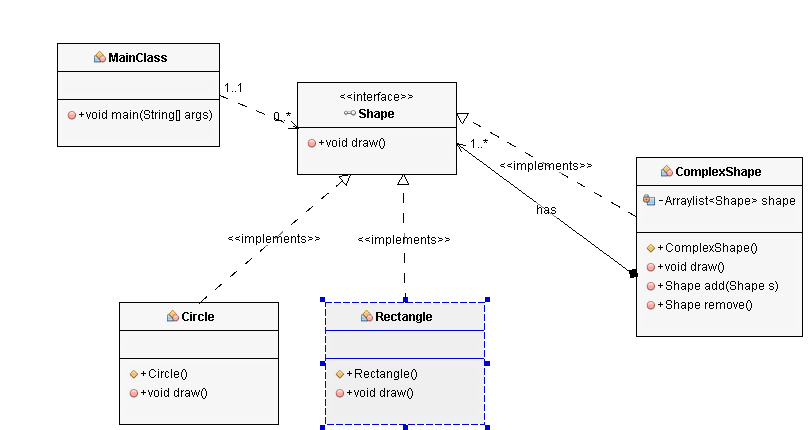 MainClass
+void main(String[] args)
1..1
0..*
<<interface>>
Shape
+void draw()
1..*
<<implements>>
has
ComplexShape
-Arraylist<Shape> shape
+ComplexShape()
+void draw()
+Shape add(Shape s)
+Shape remove()
<<implements>>
<<implements>>
Circle
+Circle()
+void draw()
Rectangle
+Rectangle()
+void draw()